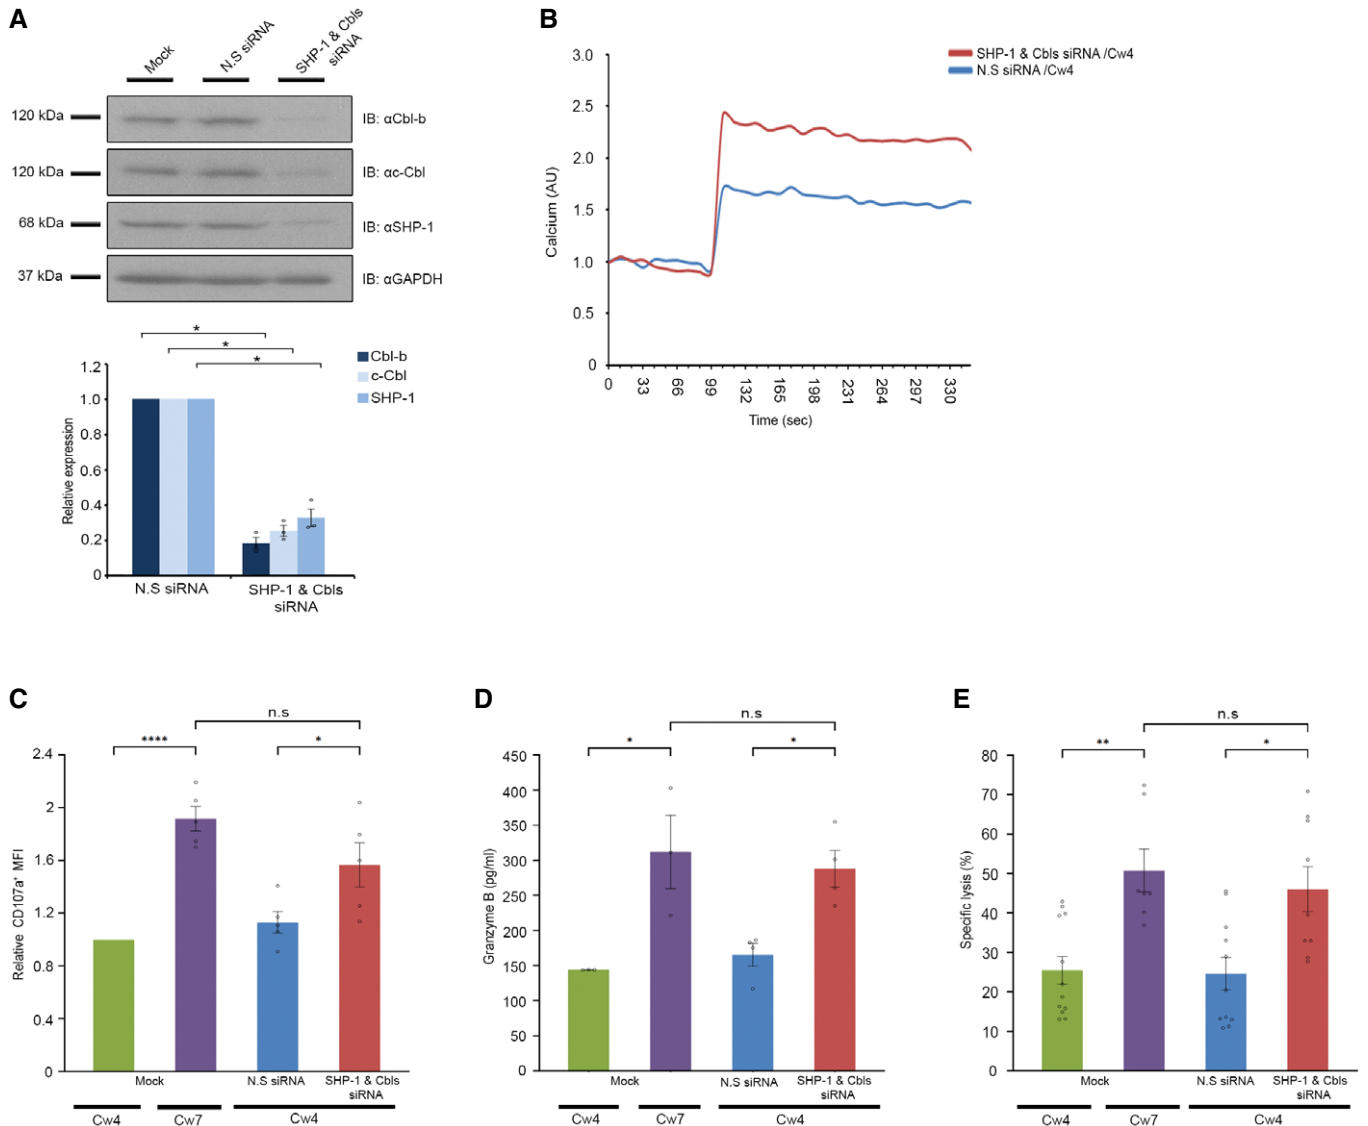 A
Mock
N.S siRNA
SHP-1 & Cbls
siRNA
120 kDa
IB: αCbl-b
120 kDa
IB: αc-Cbl
68 kDa
IB: αSHP-1
37 kDa
IB: αGAPDH
*
*
*
Cbl-b
c-Cbl
SHP-1
Relative expression
1.2
1.0
0.8
0.6
0.4
0.2
0
N.S siRNA
SHP-1 & Cbls
siRNA
B
SHP-1 & Cbls siRNA /Cw4
N.S siRNA /Cw4
Calcium (AU)
3.0
2.5
2.0
1.5
1.0
0.5
0
0 33 66 99 132 165 198 231 264 297 330
Time (sec)
C
n.s
**** *
Relative CD107a+ MFI
2.4
2
1.6
1.2
0.8
0.4
0
Mock N.S siRNA SHP-1 & Cbls
siRNA
Cw4 Cw7 Cw4
D
n.s
* *
Granzyme B (pg/ml)
450
400
350
300
250
200
150
100
50
0
Mock N.S siRNA SHP-1 & Cbls
siRNA
Cw4 Cw7 Cw4
E
n.s
** *
Specific lysis (%)
80
70
60
50
40
30
20
10
0
Mock N.S siRNA SHP-1 & Cbls
siRNA
Cw4 Cw7 Cw4